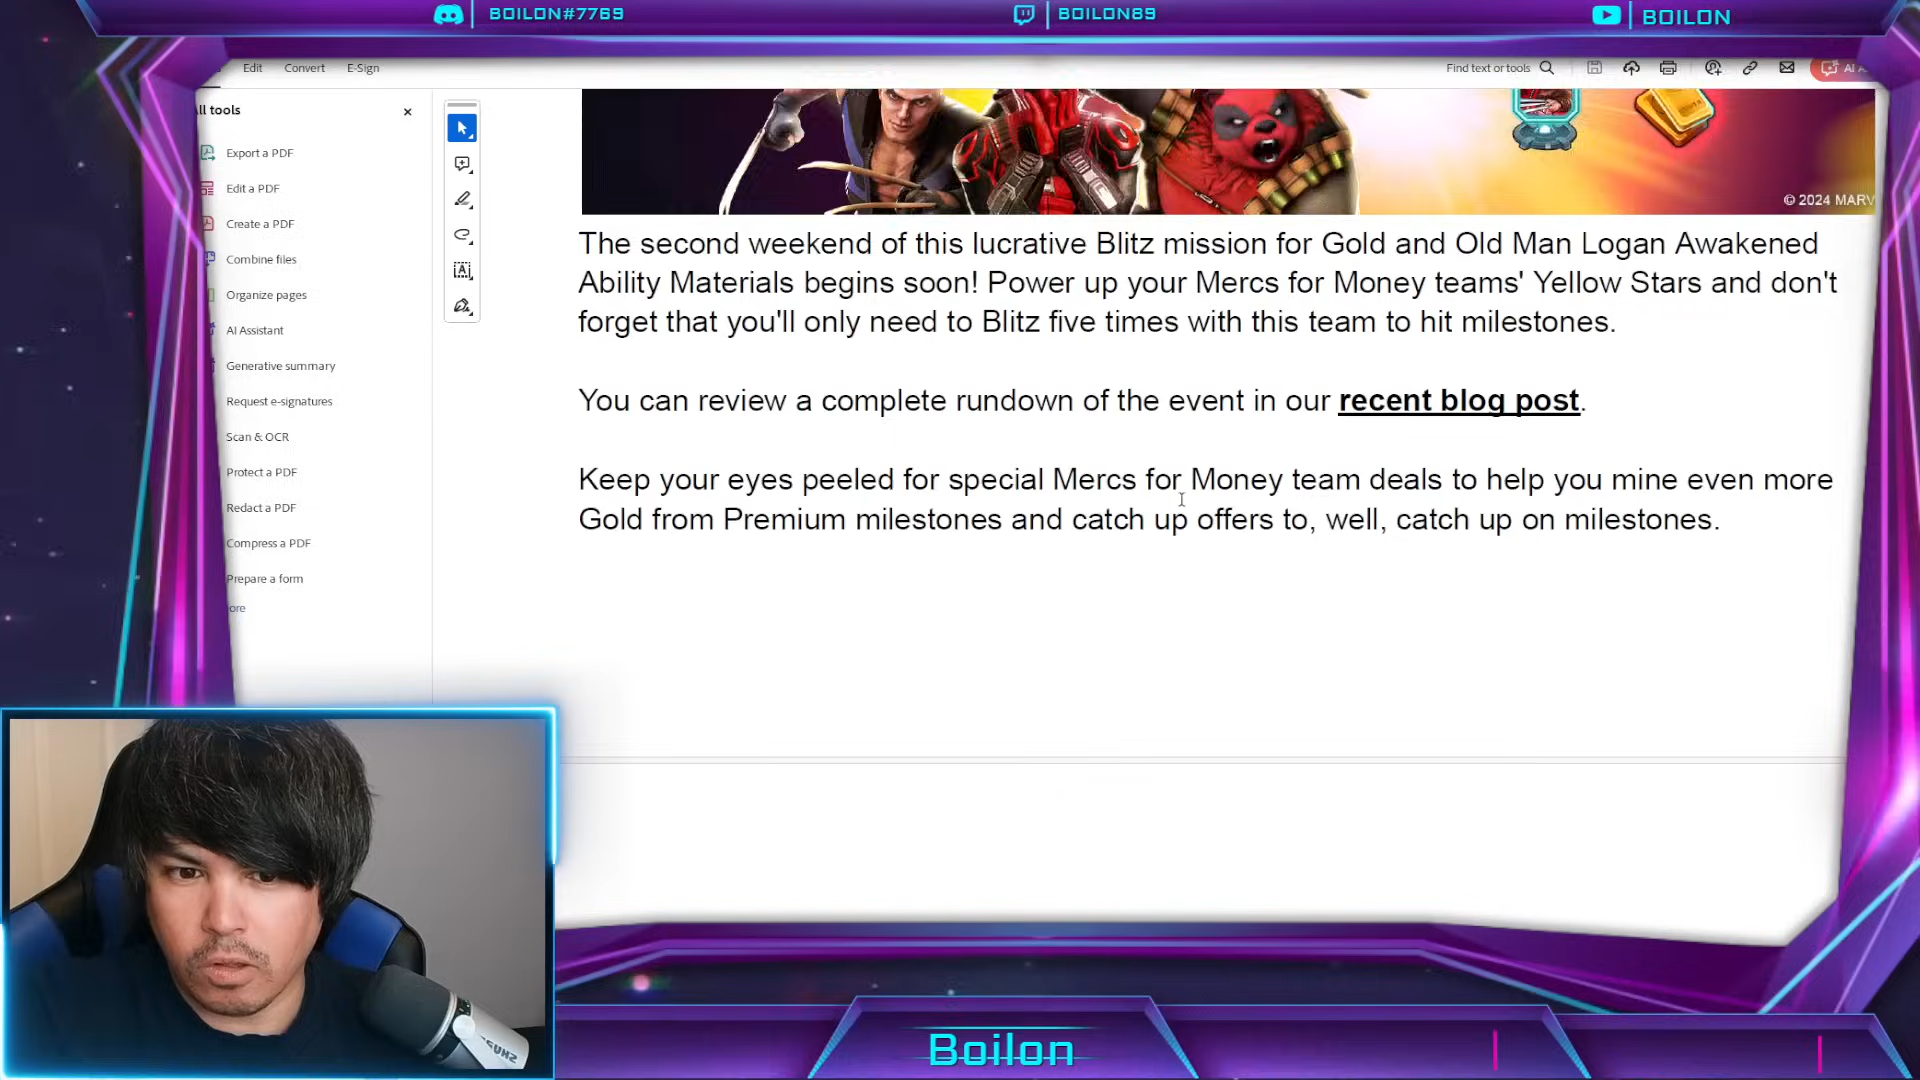 BOILON#7769
BOILON89
BOILON
Edit
Convert
E-Sign
Find text or tools
All tools
Export a PDF
Edit a PDF
Create a PDF
Combine files
Organize pages
AI Assistant
Generative summary
Request e-signatures
Scan & OCR
Protect a PDF
Redact a PDF
Compress a PDF
Prepare a form
ore
© 2024 MARV
The second weekend of this lucrative Blitz mission for Gold and Old Man Logan Awakened
Ability Materials begins soon! Power up your Mercs for Money teams' Yellow Stars and don't
forget that you'll only need to Blitz five times with this team to hit milestones.
You can review a complete rundown of the event in our recent blog post.
Keep your eyes peeled for special Mercs for Money team deals to help you mine even more
Gold from Premium milestones and catch up offers to, well, catch up on milestones.
SHURE
Boilon